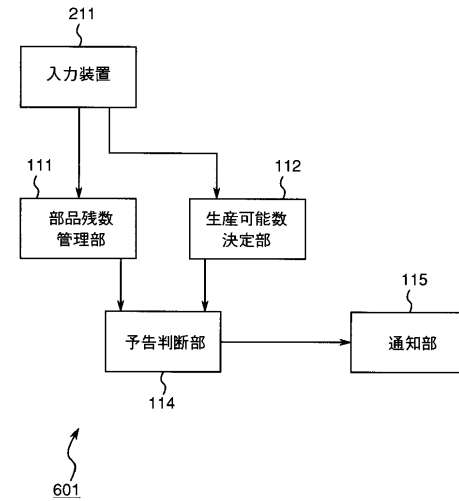 211
入力装置
111
部品残数
管理部
112
生産可能数
決定部
115
予告判断部
通知部
114
601